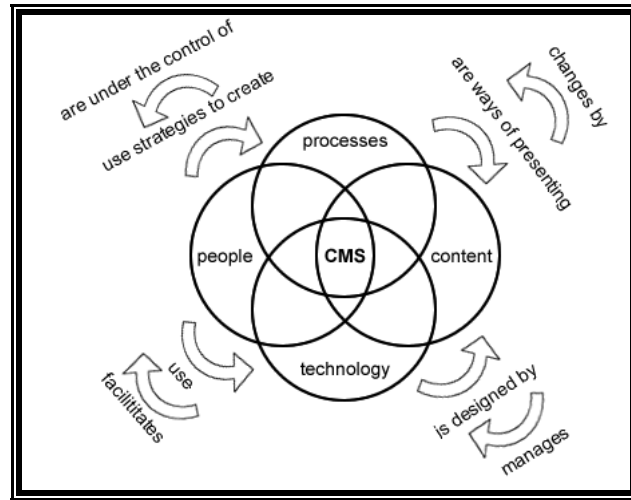 are under the control of
use strategies to create
changes by
are ways of presenting
processes
people
CMS
content
technology
use
facilititates
is designed by
manages